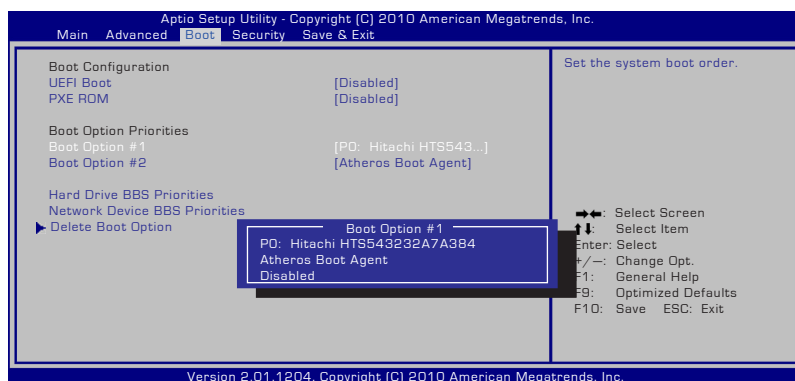 Aptio Setup Utility - Copyright (C) 2010 American Megatrends, Inc.
Main Advanced Boot Security Save & Exit
Boot Configuration
UEFI Boot [Disabled]
PXE ROM [Disabled]
Boot Option Priorities
Boot Option #1 [P0: Hitachi HTS543...]
Boot Option #2 [Atheros Boot Agent]
Hard Drive BBS Priorities
Network Device BBS Priorities
Delete Boot Option
Boot Option #1
P0: Hitachi HTS543232A7A384
Atheros Boot Agent
Disabled
Set the system boot order.
→←: Select Screen
↑↓: Select Item
Enter: Select
+/—: Change Opt.
F1: General Help
F9: Optimized Defaults
F10: Save ESC: Exit
Version 2.01.1204. Copyright (C) 2010 American Megatrends, Inc.